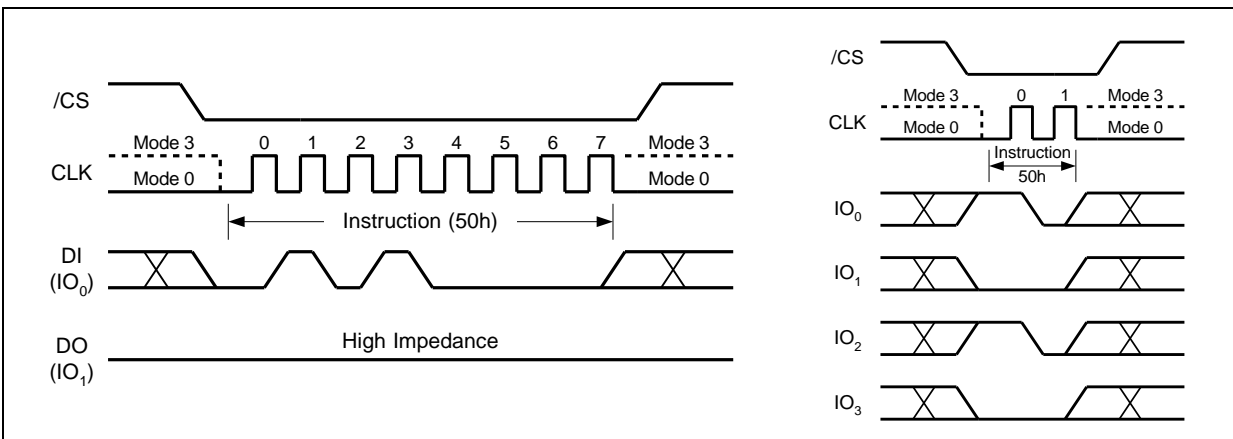 /CS
Mode 3 0 1 2 3 4 5 6 7 Mode 3
CLK Mode 0 Mode 0
Instruction (50h)
DI
(IO0)
High Impedance
DO
(IO1)
/CS
Mode 3 0 1 Mode 3
CLK Mode 0 Mode 0
Instruction
50h
IO0
IO1
IO2
IO3